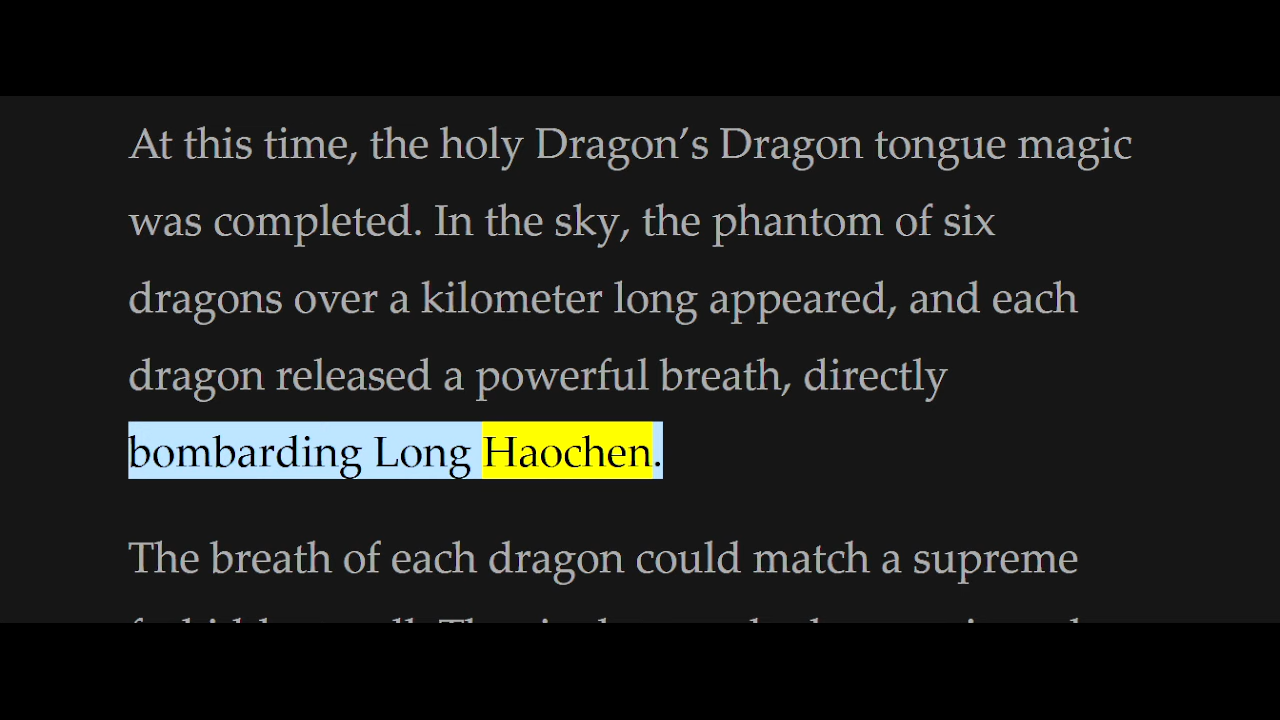 At this time, the holy Dragon’s Dragon tongue magic
was completed. In the sky, the phantom of six
dragons over a kilometer long appeared, and each
dragon released a powerful breath, directly
bombarding Long Haochen.
The breath of each dragon could match a supreme